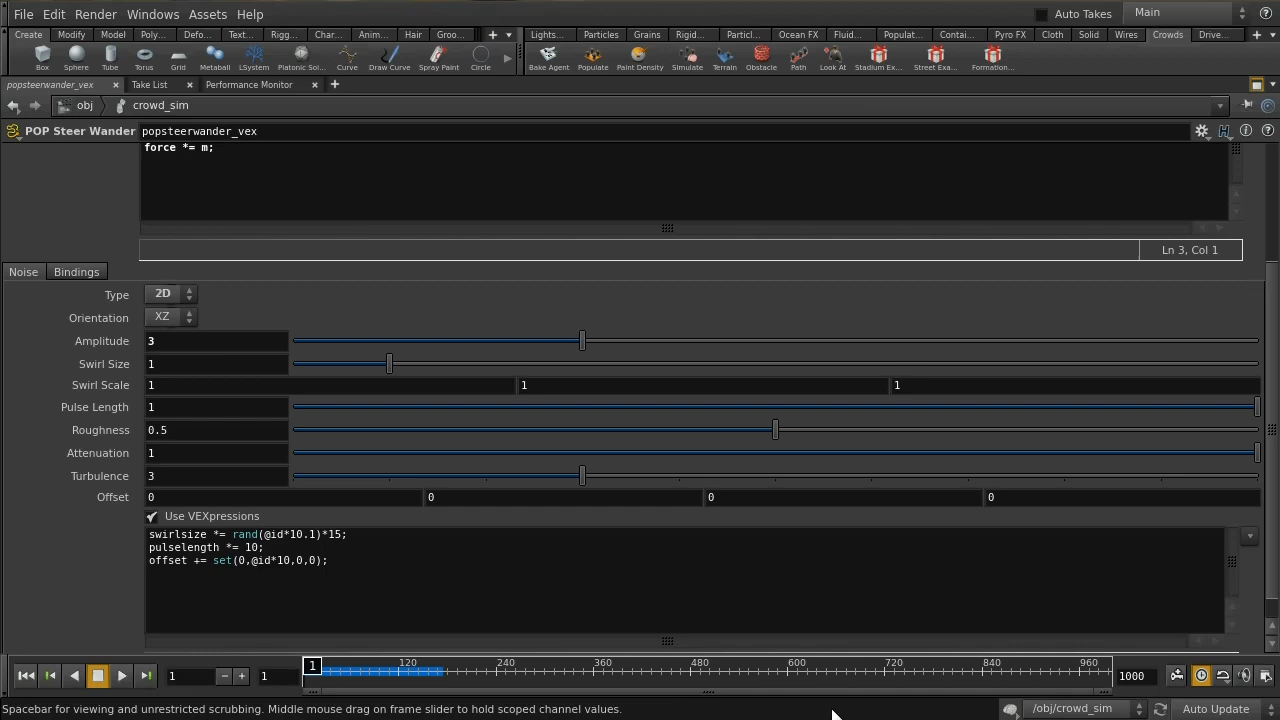 File Edit Render Windows Assets Help Auto Takes Main
Create Modify Model Poly... Defo... Text... Rigg... Char... Anim... Hair Groo... Lights... Particles Grains Rigid... Particl... Ocean FX Fluid... Populat... Contai... Pyro FX Cloth Solid Wires Crowds Drive...
Box Sphere Tube Torus Grid Metaball LSystem Platonic Sol... Curve Draw Curve Spray Paint Circle Bake Agent Populate Paint Density Simulate Terrain Obstacle Path Look At Stadium Exa... Street Exa... Formation...
popsteerwander_vex Take List Performance Monitor
obj crowd_sim
POP Steer Wander popsteerwander_vex
force *= m;
Ln 3, Col 1
Noise Bindings
Type 2D
Orientation XZ
Amplitude 3
Swirl Size 1
Swirl Scale 1 1 1
Pulse Length 1
Roughness 0.5
Attenuation 1
Turbulence 3
Offset 0 0 0 0
Use VEXpressions
swirlsize *= rand(@id*10.1)*15;
pulselength *= 10;
offset += set(0,@id*10,0,0);
1 1 1 120 240 360 480 600 720 840 960 1000
Spacebar for viewing and unrestricted scrubbing. Middle mouse drag on frame slider to hold scoped channel values. /obj/crowd_sim Auto Update